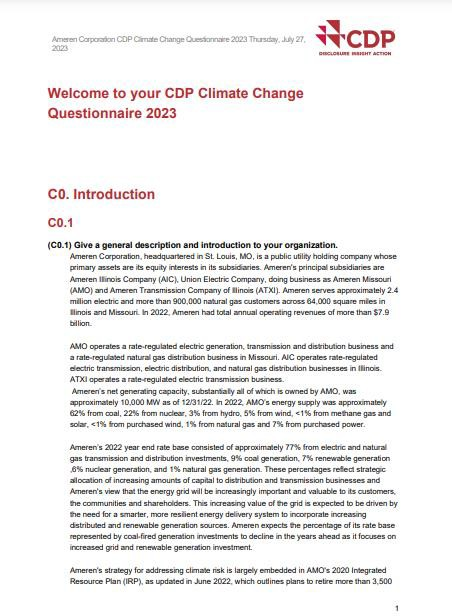 Ameren Corporation CDP Climate Change Questionnaire 2023 Thursday, July 27,
2023
CDP
DISCLOSURE INSIGHT ACTION
Welcome to your CDP Climate Change
Questionnaire 2023
C0. Introduction
C0.1
(C0.1) Give a general description and introduction to your organization.
Ameren Corporation, headquartered in St. Louis, MO, is a public utility holding company whose
primary assets are its equity interests in its subsidiaries. Ameren's principal subsidiaries are
Ameren Illinois Company (AIC), Union Electric Company, doing business as Ameren Missouri
(AMO) and Ameren Transmission Company of Illinois (ATXI). Ameren serves approximately 2.4
million electric and more than 900,000 natural gas customers across 64,000 square miles in
Illinois and Missouri. In 2022, Ameren had total annual operating revenues of more than $7.9
billion.
AMO operates a rate-regulated electric generation, transmission and distribution business and
a rate-regulated natural gas distribution business in Missouri. AIC operates rate-regulated
electric transmission, electric distribution, and natural gas distribution businesses in Illinois.
ATXI operates a rate-regulated electric transmission business.
Ameren's net generating capacity, substantially all of which is owned by AMO, was
approximately 10,000 MW as of 12/31/22. In 2022, AMO's energy supply was approximately
62% from coal, 22% from nuclear, 3% from hydro, 5% from wind, <1% from methane gas and
solar, <1% from purchased wind, 1% from natural gas and 7% from purchased power.
Ameren's 2022 year end rate base consisted of approximately 77% from electric and natural
gas transmission and distribution investments, 9% coal generation, 7% renewable generation
,6% nuclear generation, and 1% natural gas generation. These percentages reflect strategic
allocation of increasing amounts of capital to distribution and transmission businesses and
Ameren's view that the energy grid will be increasingly important and valuable to its customers,
the communities and shareholders. This increasing value of the grid is expected to be driven by
the need for a smarter, more resilient energy delivery system to incorporate increasing
distributed and renewable generation sources. Ameren expects the percentage of its rate base
represented by coal-fired generation investments to decline in the years ahead as it focuses on
increased grid and renewable generation investment.
Ameren's strategy for addressing climate risk is largely embedded in AMO's 2020 Integrated
Resource Plan (IRP), as updated in June 2022, which outlines plans to retire more than 3,500
1